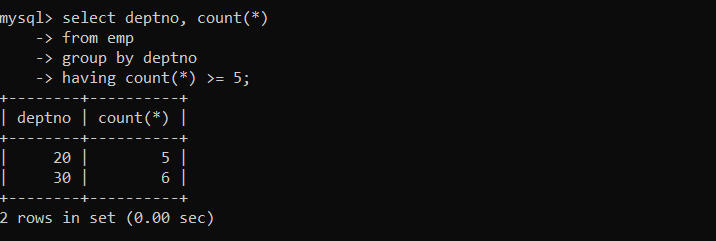 mysql> select deptno, count(*)
    -> from emp
    -> group by deptno
    -> having count(*) >= 5;
+--------+----------+
| deptno | count(*) |
+--------+----------+
|     20 |        5 |
|     30 |        6 |
+--------+----------+
2 rows in set (0.00 sec)